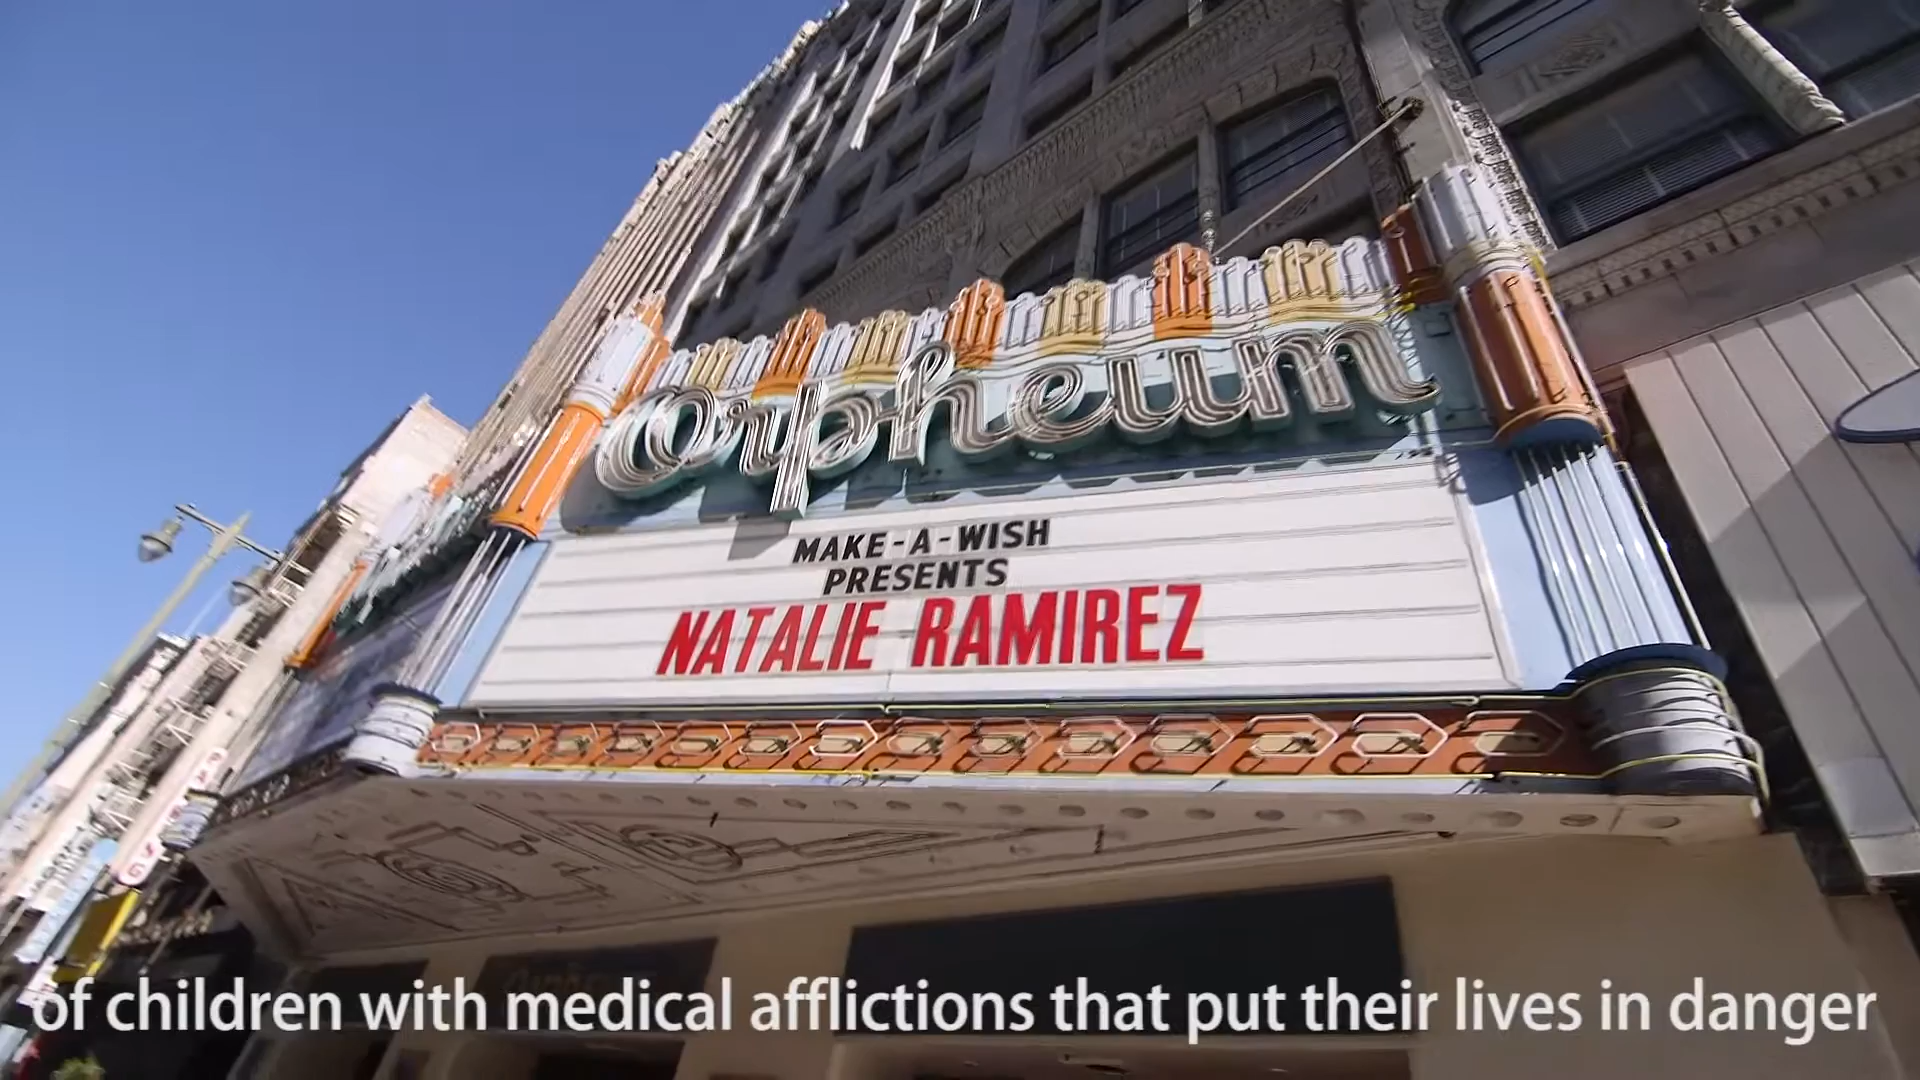 Orpheum
MAKE-A-WISH
PRESENTS
NATALIE RAMIREZ
of children with medical afflictions that put their lives in danger